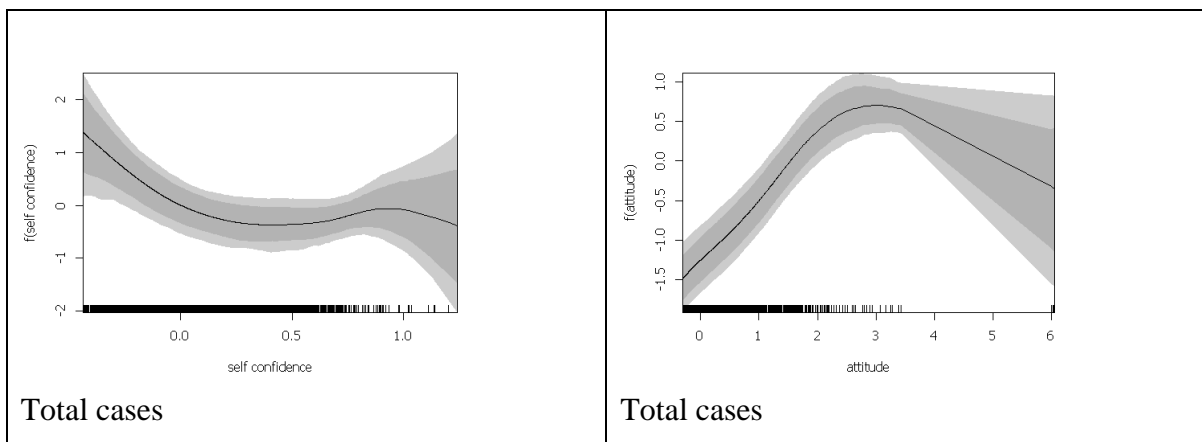 2
1
0
-1
-2
f(self confidence)
0.0 0.5 1.0
self confidence
Total cases
1.0
0.5
0.0
-0.5
-1.0
-1.5
f(attitude)
0 1 2 3 4 5 6
attitude
Total cases